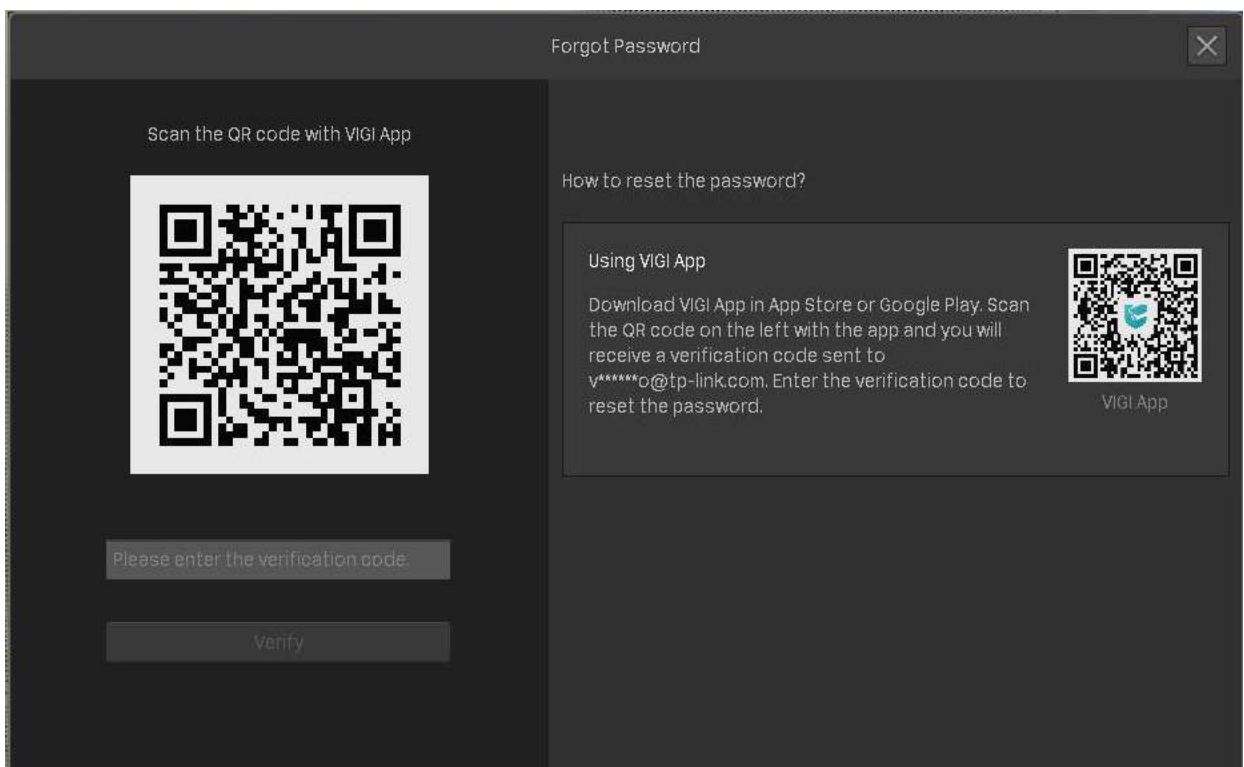 Forgot Password
Scan the QR code with VIGI App
Please enter the verification code.
Verify
How to reset the password?
Using VIGI App
Download VIGI App in App Store or Google Play. Scan
the QR code on the left with the app and you will
receive a verification code sent to
v******o@tp-link.com. Enter the verification code to
reset the password.
VIGI App